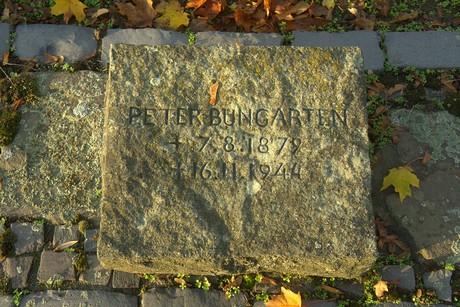 PETER BUNGARTEN
* 7.8.1879
† 16.11.1944